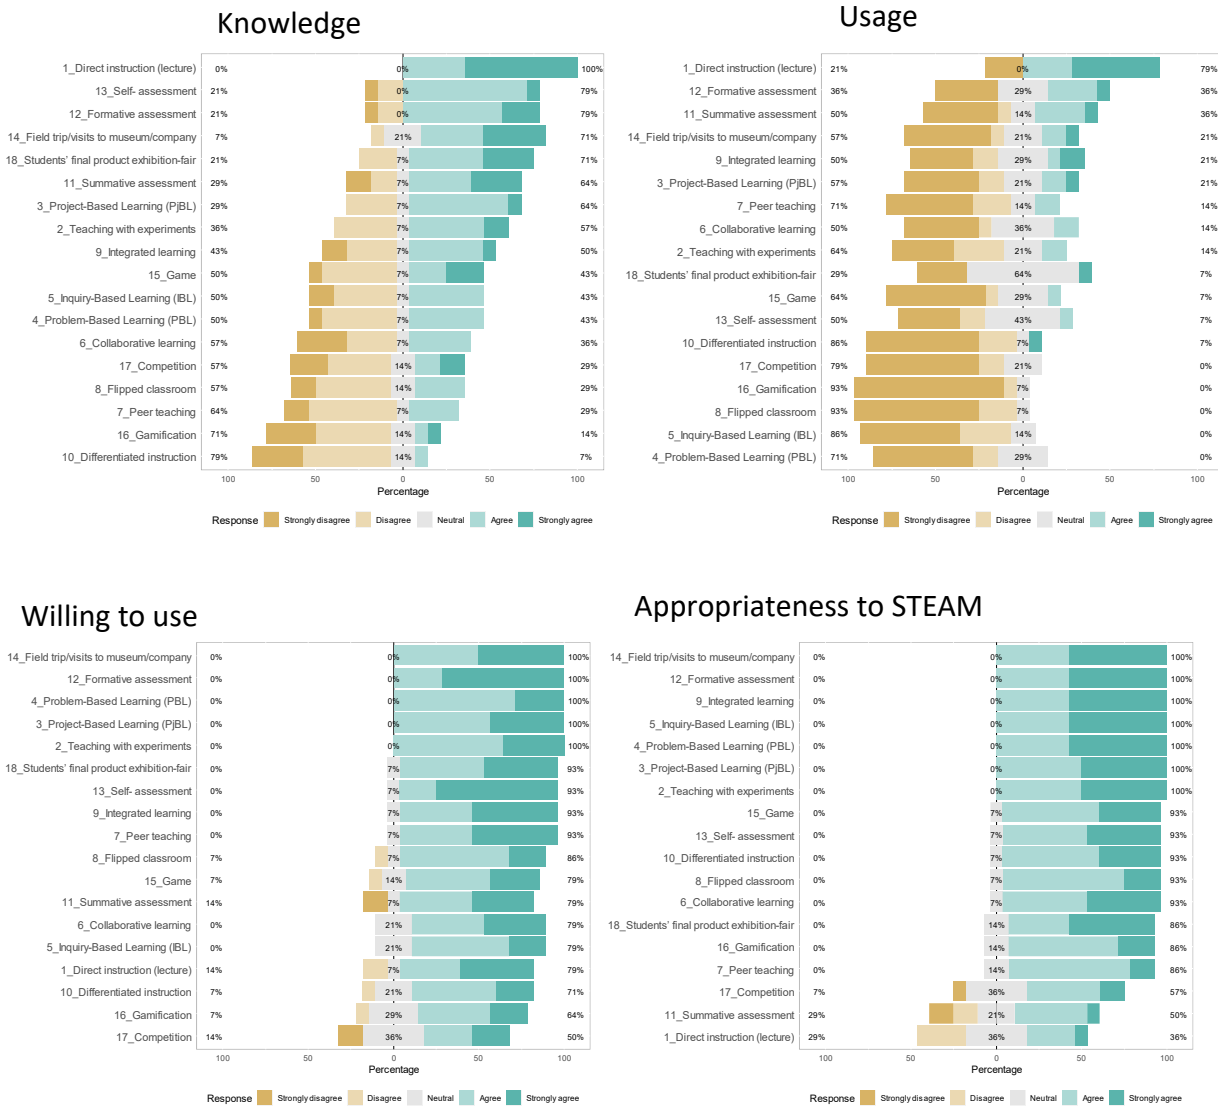 Knowledge
1_Direct instruction (lecture) 0% 0% 100%
13_Self- assessment 21% 0% 79%
12_Formative assessment 21% 0% 79%
14_Field trip/visits to museum/company 7% 21% 71%
18_Students' final product exhibition-fair 21% 7% 71%
11_Summative assessment 29% 7% 64%
3_Project-Based Learning (PjBL) 29% 7% 64%
2_Teaching with experiments 36% 7% 57%
9_Integrated learning 43% 7% 50%
15_Game 50% 7% 43%
5_Inquiry-Based Learning (IBL) 50% 7% 43%
4_Problem-Based Learning (PBL) 50% 7% 43%
6_Collaborative learning 57% 7% 36%
17_Competition 57% 14% 29%
8_Flipped classroom 57% 14% 29%
7_Peer teaching 64% 7% 29%
16_Gamification 71% 14% 14%
10_Differentiated instruction 79% 14% 7%
100 50 0 50 100
Percentage
Response Strongly disagree Disagree Neutral Agree Strongly agree
Usage
1_Direct instruction (lecture) 21% 0% 79%
12_Formative assessment 36% 29% 36%
11_Summative assessment 50% 14% 36%
14_Field trip/visits to museum/company 57% 21% 21%
9_Integrated learning 50% 29% 21%
3_Project-Based Learning (PjBL) 57% 21% 21%
7_Peer teaching 71% 14% 14%
6_Collaborative learning 50% 36% 14%
2_Teaching with experiments 64% 21% 14%
18_Students' final product exhibition-fair 29% 64% 7%
15_Game 64% 29% 7%
13_Self- assessment 50% 43% 7%
10_Differentiated instruction 86% 7% 7%
17_Competition 79% 21% 0%
16_Gamification 93% 7% 0%
8_Flipped classroom 93% 7% 0%
5_Inquiry-Based Learning (IBL) 86% 14% 0%
4_Problem-Based Learning (PBL) 71% 29% 0%
100 50 0 50 100
Percentage
Response Strongly disagree Disagree Neutral Agree Strongly agree
Willing to use
14_Field trip/visits to museum/company 0% 0% 100%
12_Formative assessment 0% 0% 100%
4_Problem-Based Learning (PBL) 0% 0% 100%
3_Project-Based Learning (PjBL) 0% 0% 100%
2_Teaching with experiments 0% 0% 100%
18_Students' final product exhibition-fair 0% 7% 93%
13_Self- assessment 0% 7% 93%
9_Integrated learning 0% 7% 93%
7_Peer teaching 0% 7% 93%
8_Flipped classroom 7% 7% 86%
15_Game 7% 14% 79%
11_Summative assessment 14% 7% 79%
6_Collaborative learning 0% 21% 79%
5_Inquiry-Based Learning (IBL) 0% 21% 79%
1_Direct instruction (lecture) 14% 7% 79%
10_Differentiated instruction 7% 21% 71%
16_Gamification 7% 29% 64%
17_Competition 14% 36% 50%
100 50 0 50 100
Percentage
Response Strongly disagree Disagree Neutral Agree Strongly agree
Appropriateness to STEAM
14_Field trip/visits to museum/company 0% 0% 100%
12_Formative assessment 0% 0% 100%
9_Integrated learning 0% 0% 100%
5_Inquiry-Based Learning (IBL) 0% 0% 100%
4_Problem-Based Learning (PBL) 0% 0% 100%
3_Project-Based Learning (PjBL) 0% 0% 100%
2_Teaching with experiments 0% 0% 100%
15_Game 0% 7% 93%
13_Self- assessment 0% 7% 93%
10_Differentiated instruction 0% 7% 93%
8_Flipped classroom 0% 7% 93%
6_Collaborative learning 0% 7% 93%
18_Students' final product exhibition-fair 0% 14% 86%
16_Gamification 0% 14% 86%
7_Peer teaching 0% 14% 86%
17_Competition 7% 36% 57%
11_Summative assessment 29% 21% 50%
1_Direct instruction (lecture) 29% 36% 36%
100 50 0 50 100
Percentage
Response Strongly disagree Disagree Neutral Agree Strongly agree